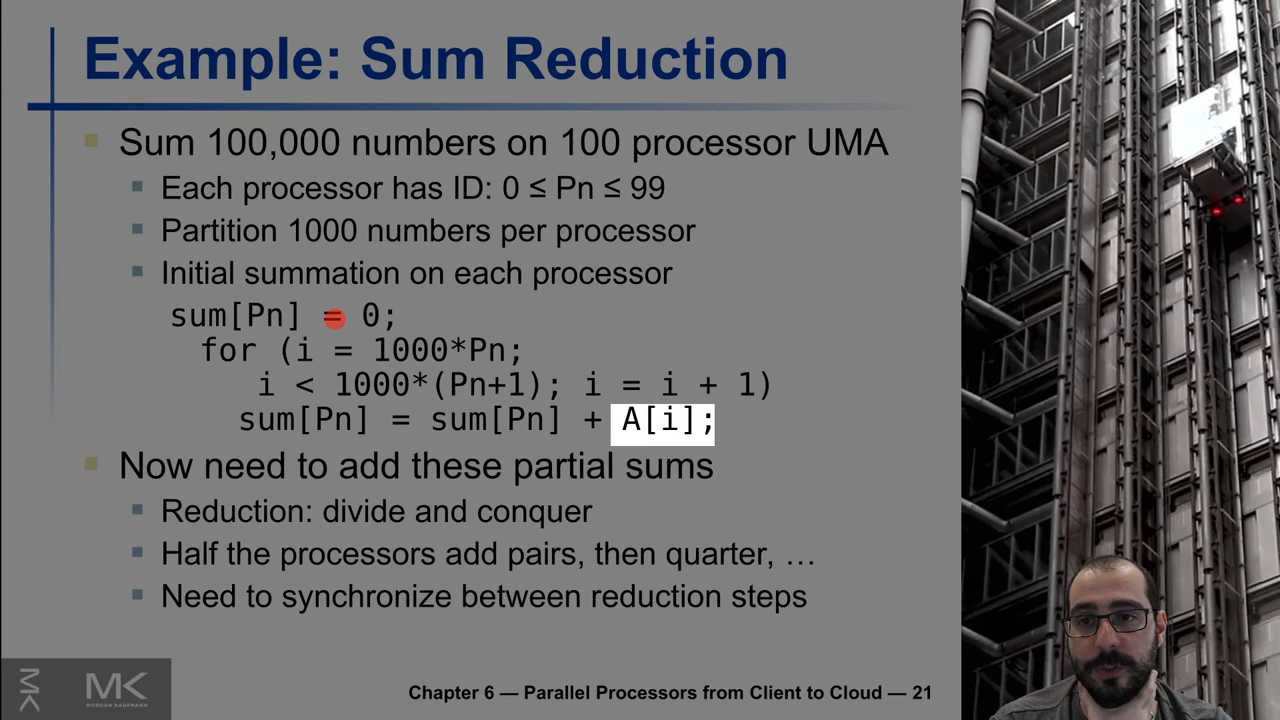 Example: Sum Reduction
Sum 100,000 numbers on 100 processor UMA
Each processor has ID: 0 ≤ Pn ≤ 99
Partition 1000 numbers per processor
Initial summation on each processor
sum[Pn] = 0;
for (i = 1000*Pn;
i < 1000*(Pn+1); i = i + 1)
sum[Pn] = sum[Pn] + A[i];
Now need to add these partial sums
Reduction: divide and conquer
Half the processors add pairs, then quarter, …
Need to synchronize between reduction steps
MK
MK
MORGAN KAUFMANN
Chapter 6 — Parallel Processors from Client to Cloud — 21